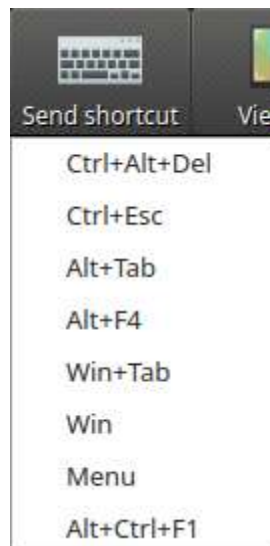 Send shortcut Vie
Ctrl+Alt+Del
Ctrl+Esc
Alt+Tab
Alt+F4
Win+Tab
Win
Menu
Alt+Ctrl+F1